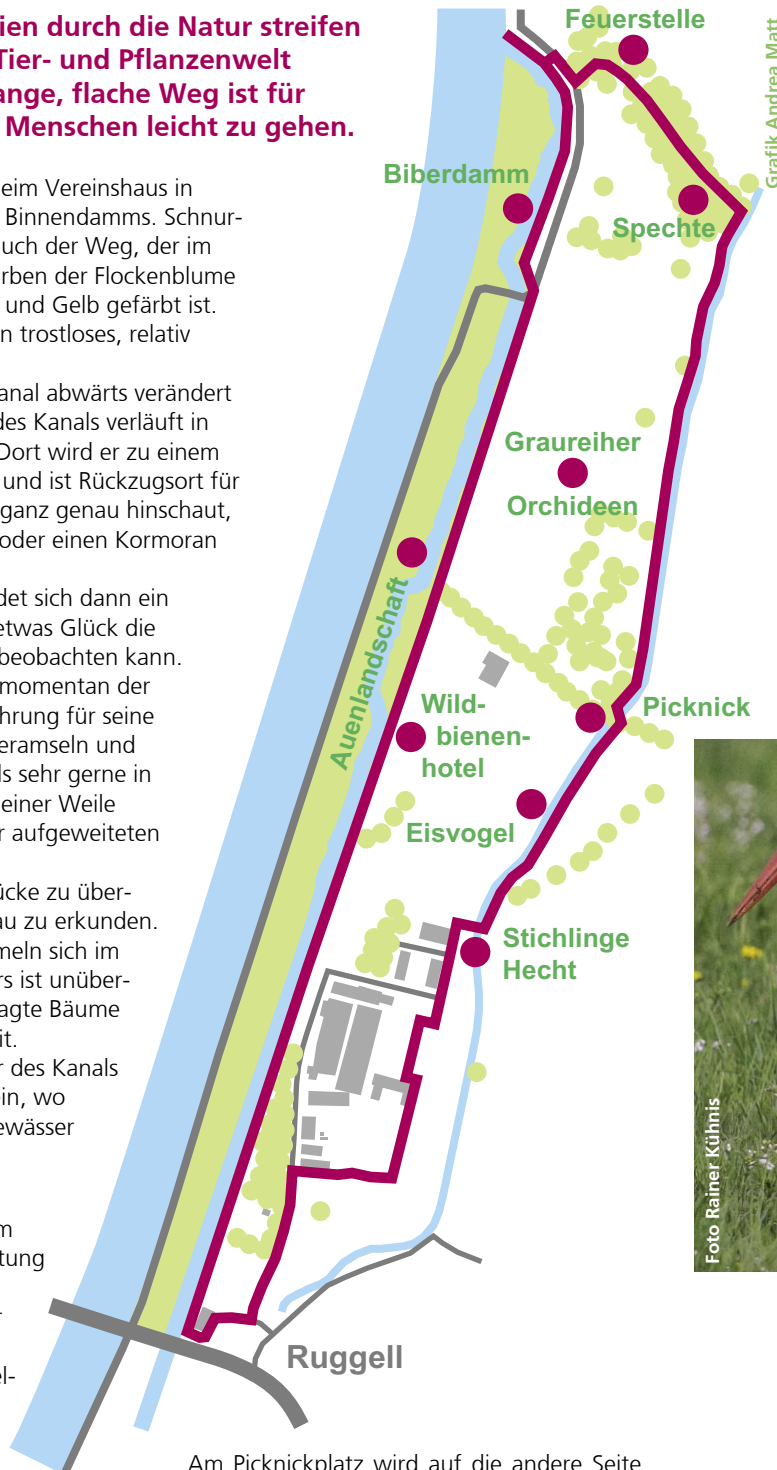 ien durch die Natur streifen
Tier- und Pflanzenwelt
ange, flache Weg ist für
Menschen leicht zu gehen.
eim Vereinshaus in
Binnendamms. Schnur-
uch der Weg, der im
rben der Flockenblume
und Gelb gefärbt ist.
n trostloses, relativ
anal abwärts verändert
des Kanals verläuft in
Dort wird er zu einem
und ist Rückzugsort für
ganz genau hinschaut,
oder einen Kormoran
det sich dann ein
etwas Glück die
beobachten kann.
momentan der
hrung für seine
eramseln und
ls sehr gerne in
einer Weile
r aufgeweiteten
ücke zu über-
au zu erkunden.
meln sich im
rs ist unüber-
agte Bäume
it.
r des Kanals
ein, wo
ewässer
m
tung
el-
Feuerstelle
Biberdamm
Spechte
Graureiher
Orchideen
Auenlandschaft
Wild-
bienen-
hotel
Picknick
Eisvogel
Stichlinge
Hecht
Ruggell
Grafik Andrea Matt
Foto Rainer Kühnis
Am Picknickplatz wird auf die andere Seite